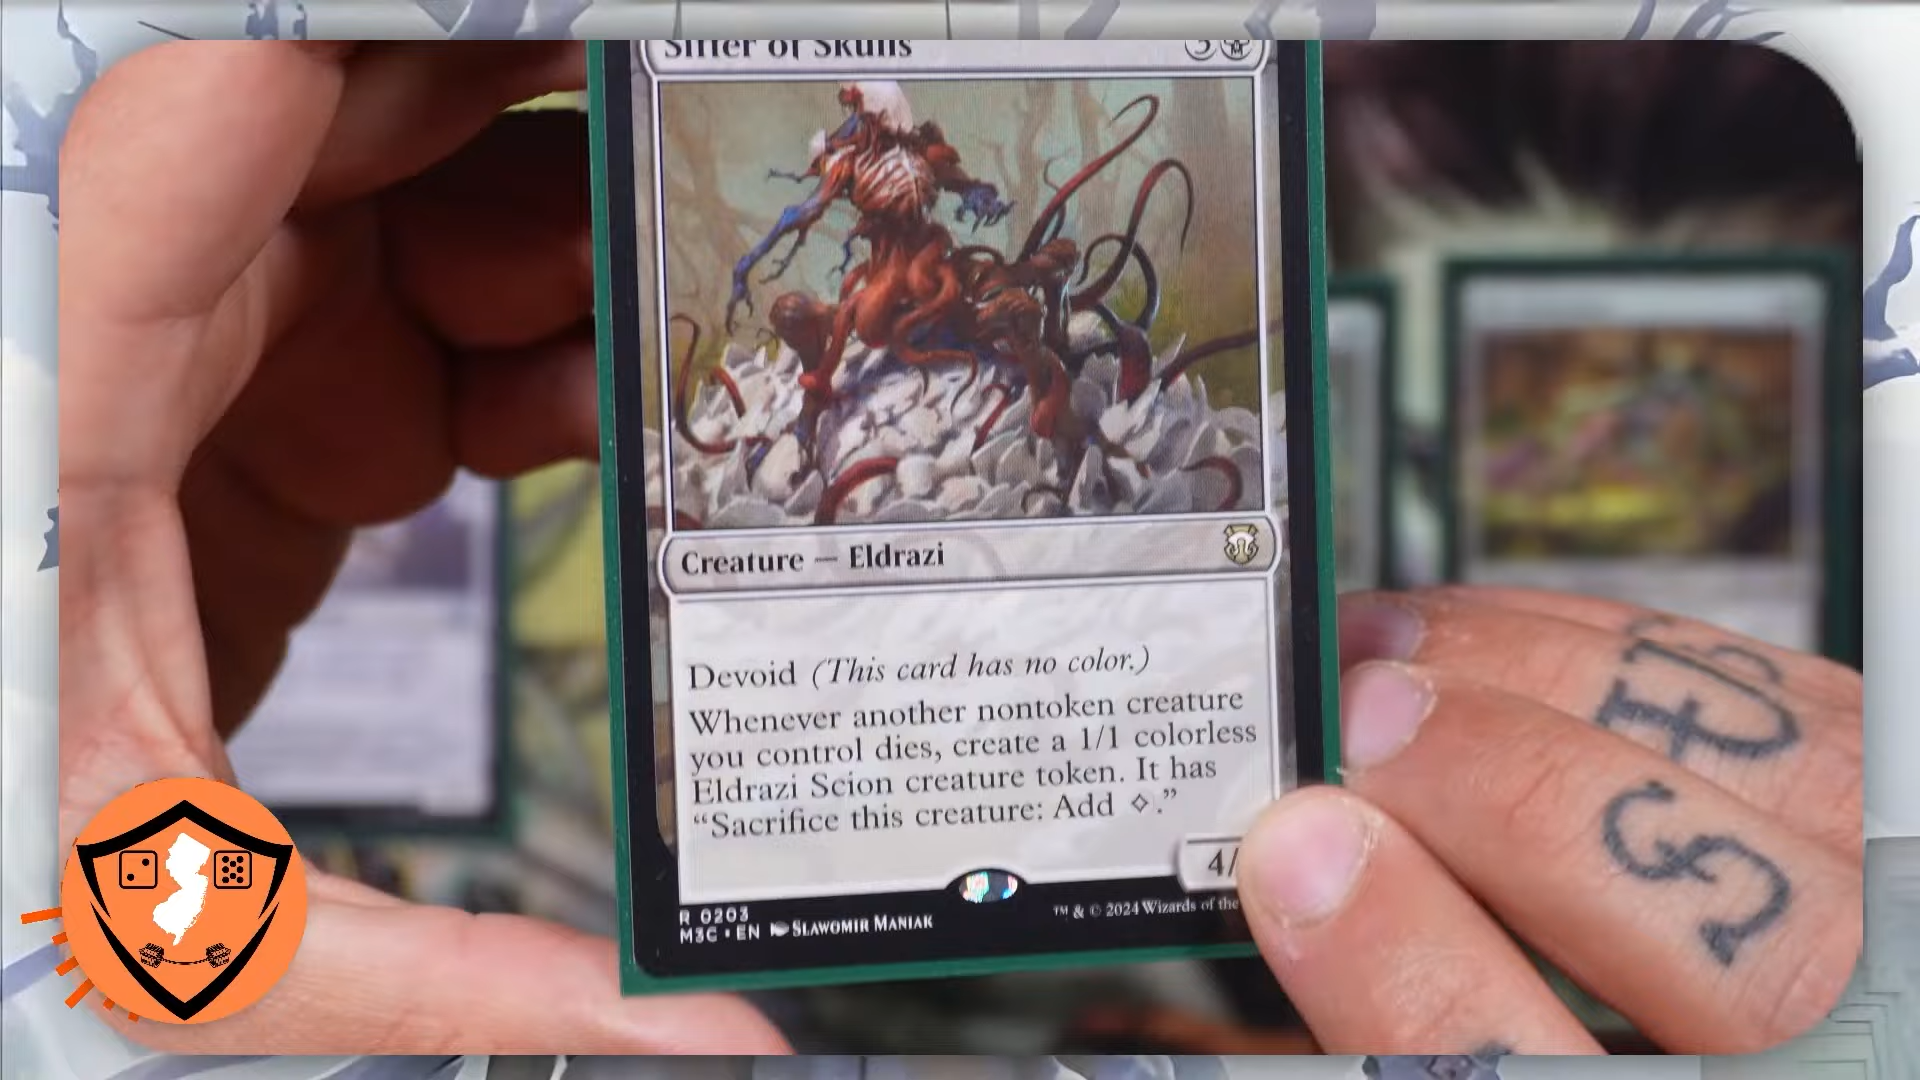 Sifter of Skulls 3
Creature — Eldrazi
Devoid (This card has no color.)
Whenever another nontoken creature
you control dies, create a 1/1 colorless
Eldrazi Scion creature token. It has
“Sacrifice this creature: Add ◇.”
4/
R 0203
M3C • EN SLAWOMIR MANIAK
™ & © 2024 Wizards of the